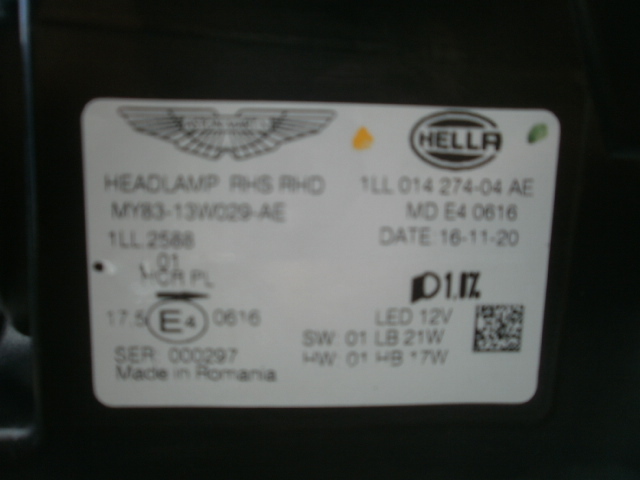 HELLA
HEADLAMP RHS RHD 1LL 014 274-04 AE
MY83-13W029-AE MD E4 0616
1LL.2588 DATE:16-11-20
01
HCR PL
1.1%
17.5 E4 0616 LED 12V
SW: 01 LB 21W
SER: 000297 HW: 01 HB 17W
Made in Romania